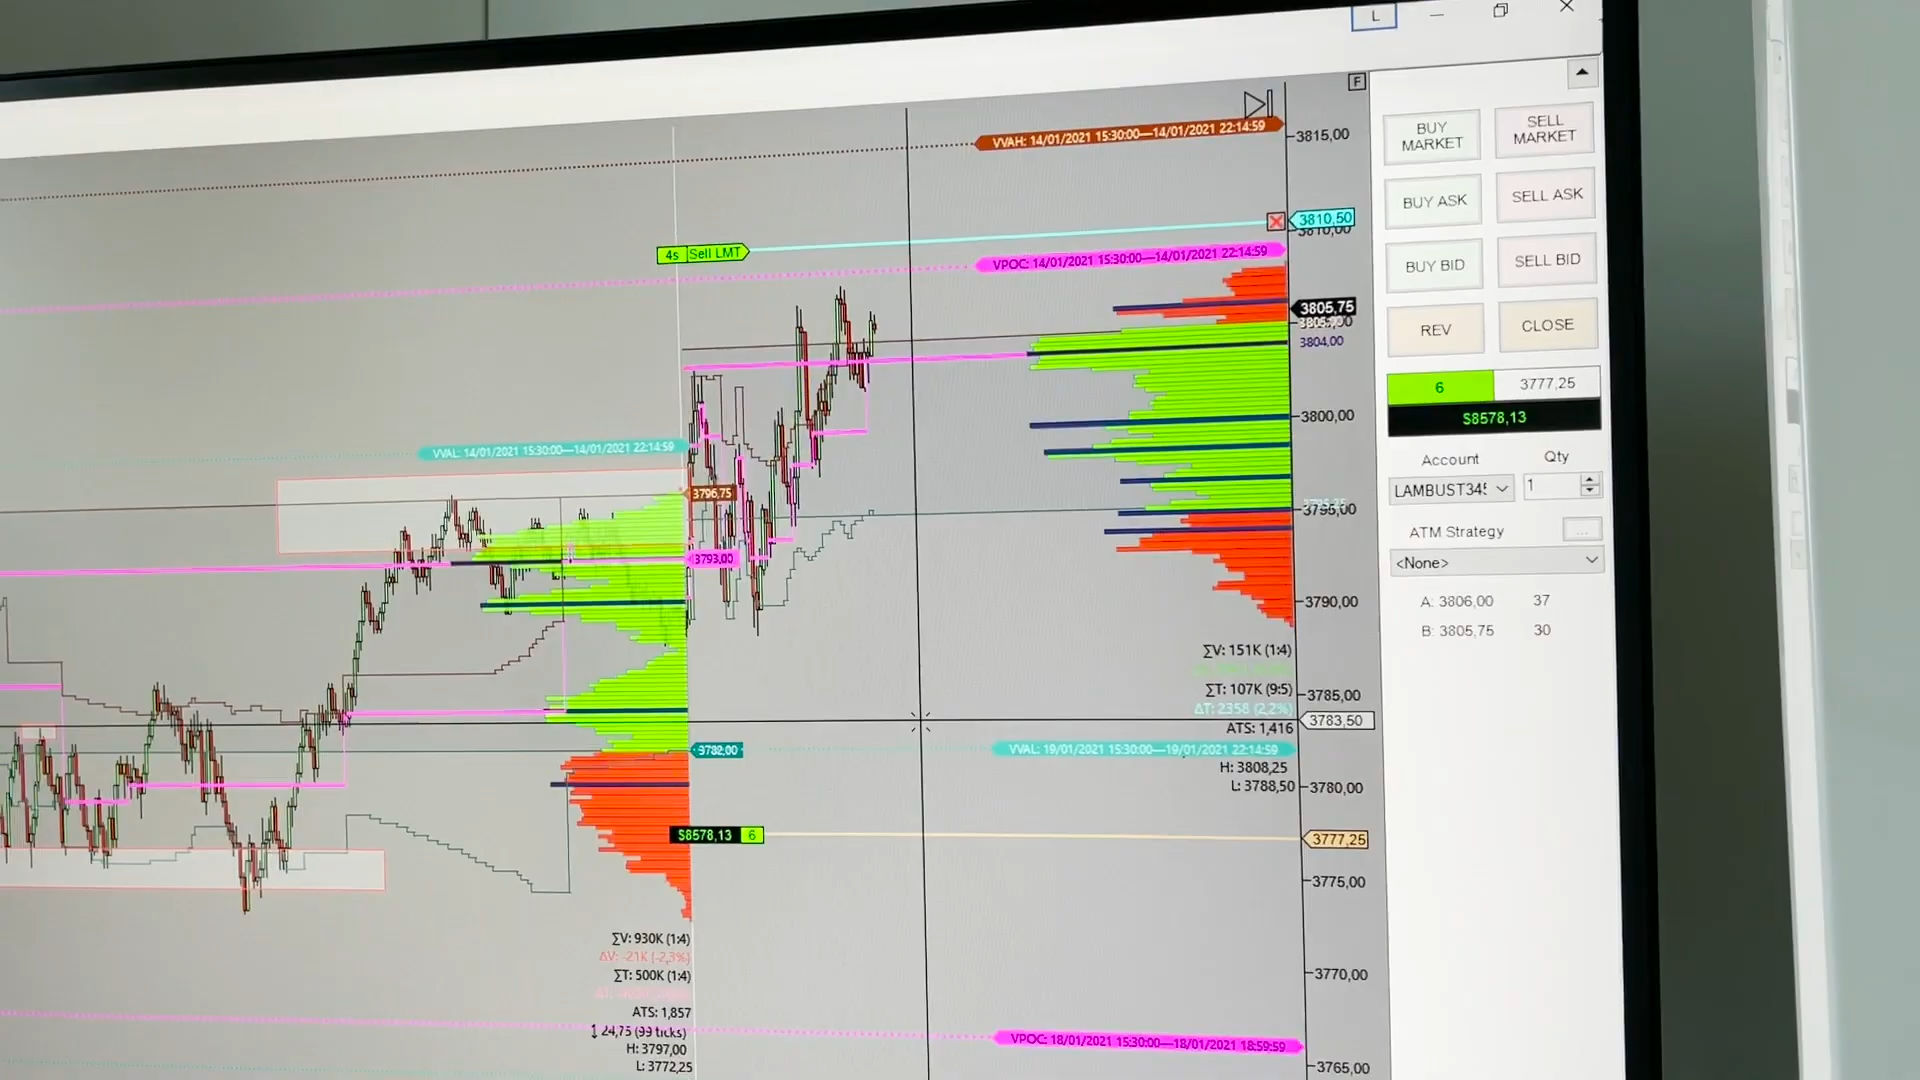 L
F
VVAH: 14/01/2021 15:30:00—14/01/2021 22:14:59
3815,00
BUY MARKET
SELL MARKET
BUY ASK
SELL ASK
3810,50
3810,00
4s Sell LMT
VPOC: 14/01/2021 15:30:00—14/01/2021 22:14:59
BUY BID
SELL BID
3805,75
3804,00
REV
CLOSE
6
3777,25
S8578,13
3800,00
VVAL: 14/01/2021 15:30:00—14/01/2021 22:14:59
Account
Qty
LAMBUST345
1
3796,75
3795,00
ATM Strategy
...
<None>
3793,00
A: 3806,00 37
3790,00
B: 3805,75 30
∑V: 151K (1:4)
∑T: 107K (9:5)
3785,00
ΔT: 2358 (2,2%)
ATS: 1,416
3783,50
3782,00
VVAL: 19/01/2021 15:30:00—19/01/2021 22:14:59
H: 3808,25
L: 3788,50
3780,00
S8578,13 6
3777,25
3775,00
∑V: 930K (1:4)
ΔV: -21K (-2,3%)
∑T: 500K (1:4)
3770,00
ATS: 1,857
↕ 24,75 (99 ticks)
H: 3797,00
VPOC: 18/01/2021 15:30:00—18/01/2021 18:59:59
L: 3772,25
3765,00